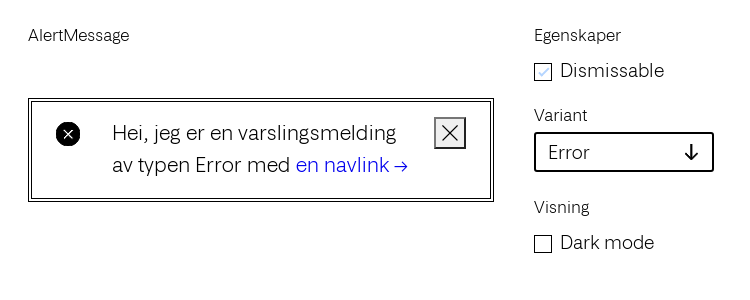 AlertMessage
Hei, jeg er en varslingsmelding
av typen Error med en navlink →
Egenskaper
Dismissable
Variant
Error
Visning
Dark mode